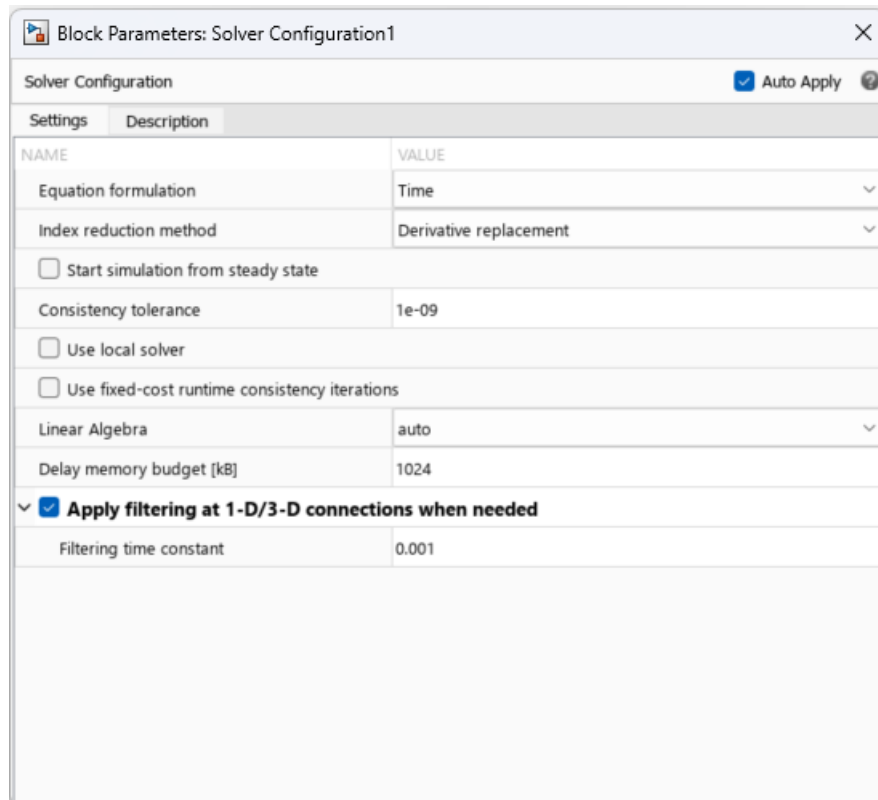 Block Parameters: Solver Configuration1
Solver Configuration
Auto Apply
Settings Description
NAME VALUE
Equation formulation Time
Index reduction method Derivative replacement
Start simulation from steady state
Consistency tolerance 1e-09
Use local solver
Use fixed-cost runtime consistency iterations
Linear Algebra auto
Delay memory budget [kB] 1024
Apply filtering at 1-D/3-D connections when needed
Filtering time constant 0.001